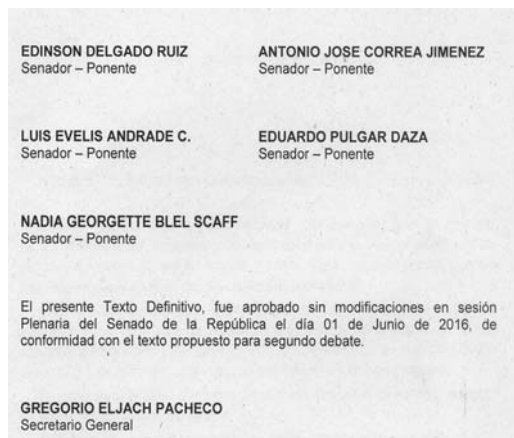 EDINSON DELGADO RUIZ
Senador – Ponente
ANTONIO JOSE CORREA JIMENEZ
Senador – Ponente
LUIS EVELIS ANDRADE C.
Senador – Ponente
EDUARDO PULGAR DAZA
Senador – Ponente
NADIA GEORGETTE BLEL SCAFF
Senador – Ponente
El presente Texto Definitivo, fue aprobado sin modificaciones en sesión
Plenaria del Senado de la República el día 01 de Junio de 2016, de
conformidad con el texto propuesto para segundo debate.
GREGORIO ELJACH PACHECO
Secretario General